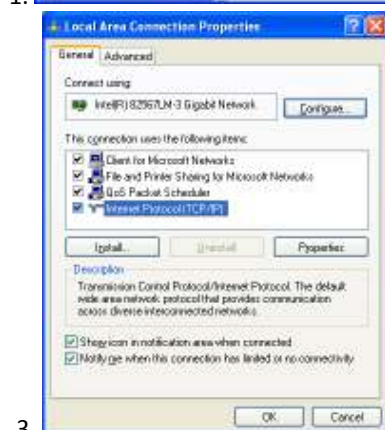 1.
Local Area Connection Properties
General Advanced
Connect using:
Intel(R) 82567LM-3 Gigabit Network
Configure...
This connection uses the following items:
Client for Microsoft Networks
File and Printer Sharing for Microsoft Networks
QoS Packet Scheduler
Internet Protocol (TCP/IP)
Install... Uninstall Properties
Description
Transmission Control Protocol/Internet Protocol. The default
wide area network protocol that provides communication
across diverse interconnected networks.
Show icon in notification area when connected
Notify me when this connection has limited or no connectivity
OK Cancel
3.